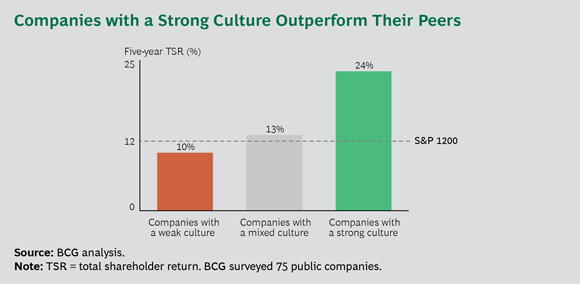 Companies with a Strong Culture Outperform Their Peers
Five-year TSR (%)
25
24%
13%
12
S&P 1200
10%
0
Companies with
a weak culture
Companies with
a mixed culture
Companies with
a strong culture
Source: BCG analysis.
Note: TSR = total shareholder return. BCG surveyed 75 public companies.